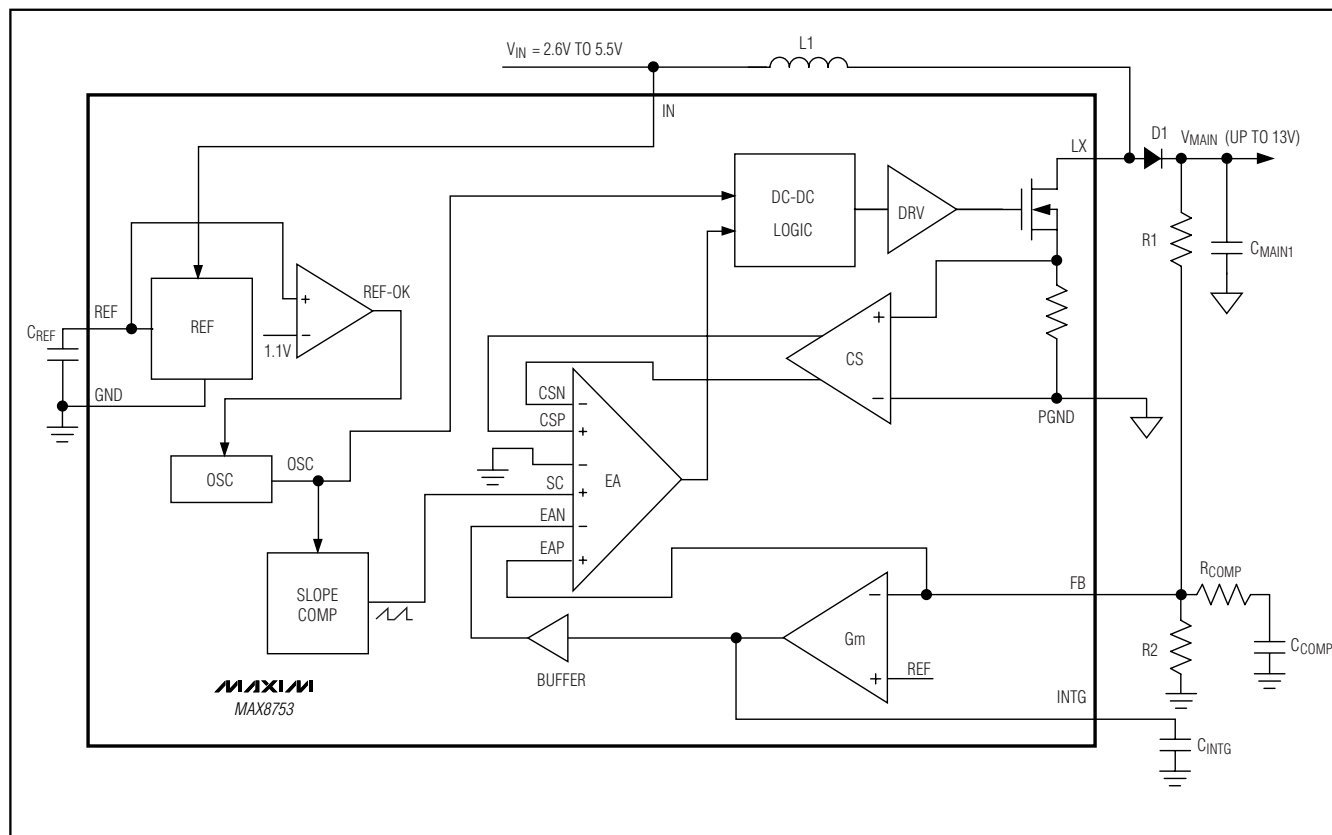 V_IN = 2.6V TO 5.5V
L1
IN
LX
D1
V_MAIN (UP TO 13V)
DC-DC
LOGIC
DRV
R1
C_MAIN1
REF
C_REF
REF
+
−
1.1V
REF-OK
GND
CS
+
−
PGND
CSN
−
CSP
+
−
EA
SC
+
EAN
−
EAP
+
OSC
OSC
SLOPE
COMP
FB
R_COMP
−
Gm
+
REF
R2
C_COMP
BUFFER
INTG
C_INTG
MAXIM
MAX8753